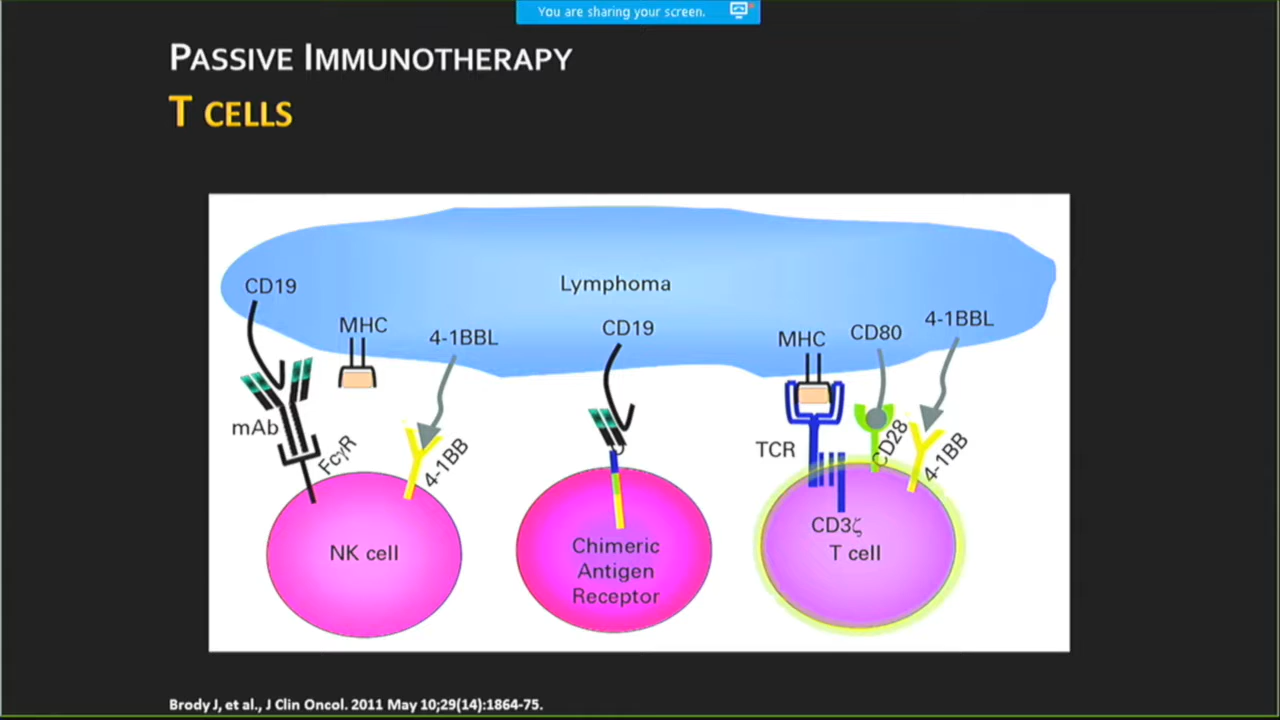 You are sharing your screen.
PASSIVE IMMUNOTHERAPY
T CELLS
CD19
Lymphoma
MHC
4-1BBL
CD19
MHC
CD80
4-1BBL
mAb
FcγR
4-1BB
TCR
CD28
4-1BB
NK cell
Chimeric
Antigen
Receptor
CD3ζ
T cell
Brody J, et al., J Clin Oncol. 2011 May 10;29(14):1864-75.